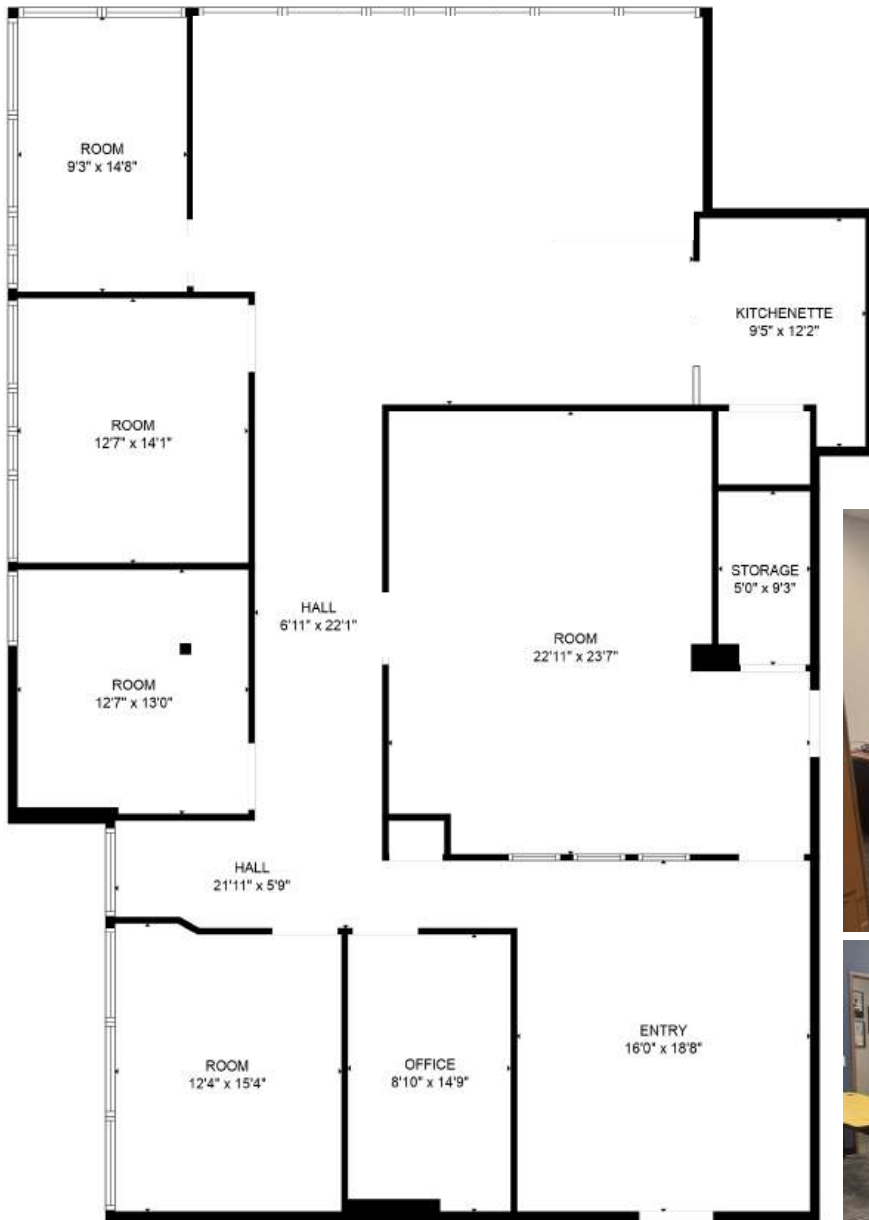 ROOM
9'3" x 14'8"
KITCHENETTE
9'5" x 12'2"
ROOM
12'7" x 14'1"
STORAGE
5'0" x 9'3"
HALL
6'11" x 22'1"
ROOM
22'11" x 23'7"
ROOM
12'7" x 13'0"
HALL
21'11" x 5'9"
ENTRY
16'0" x 18'8"
ROOM
12'4" x 15'4"
OFFICE
8'10" x 14'9"